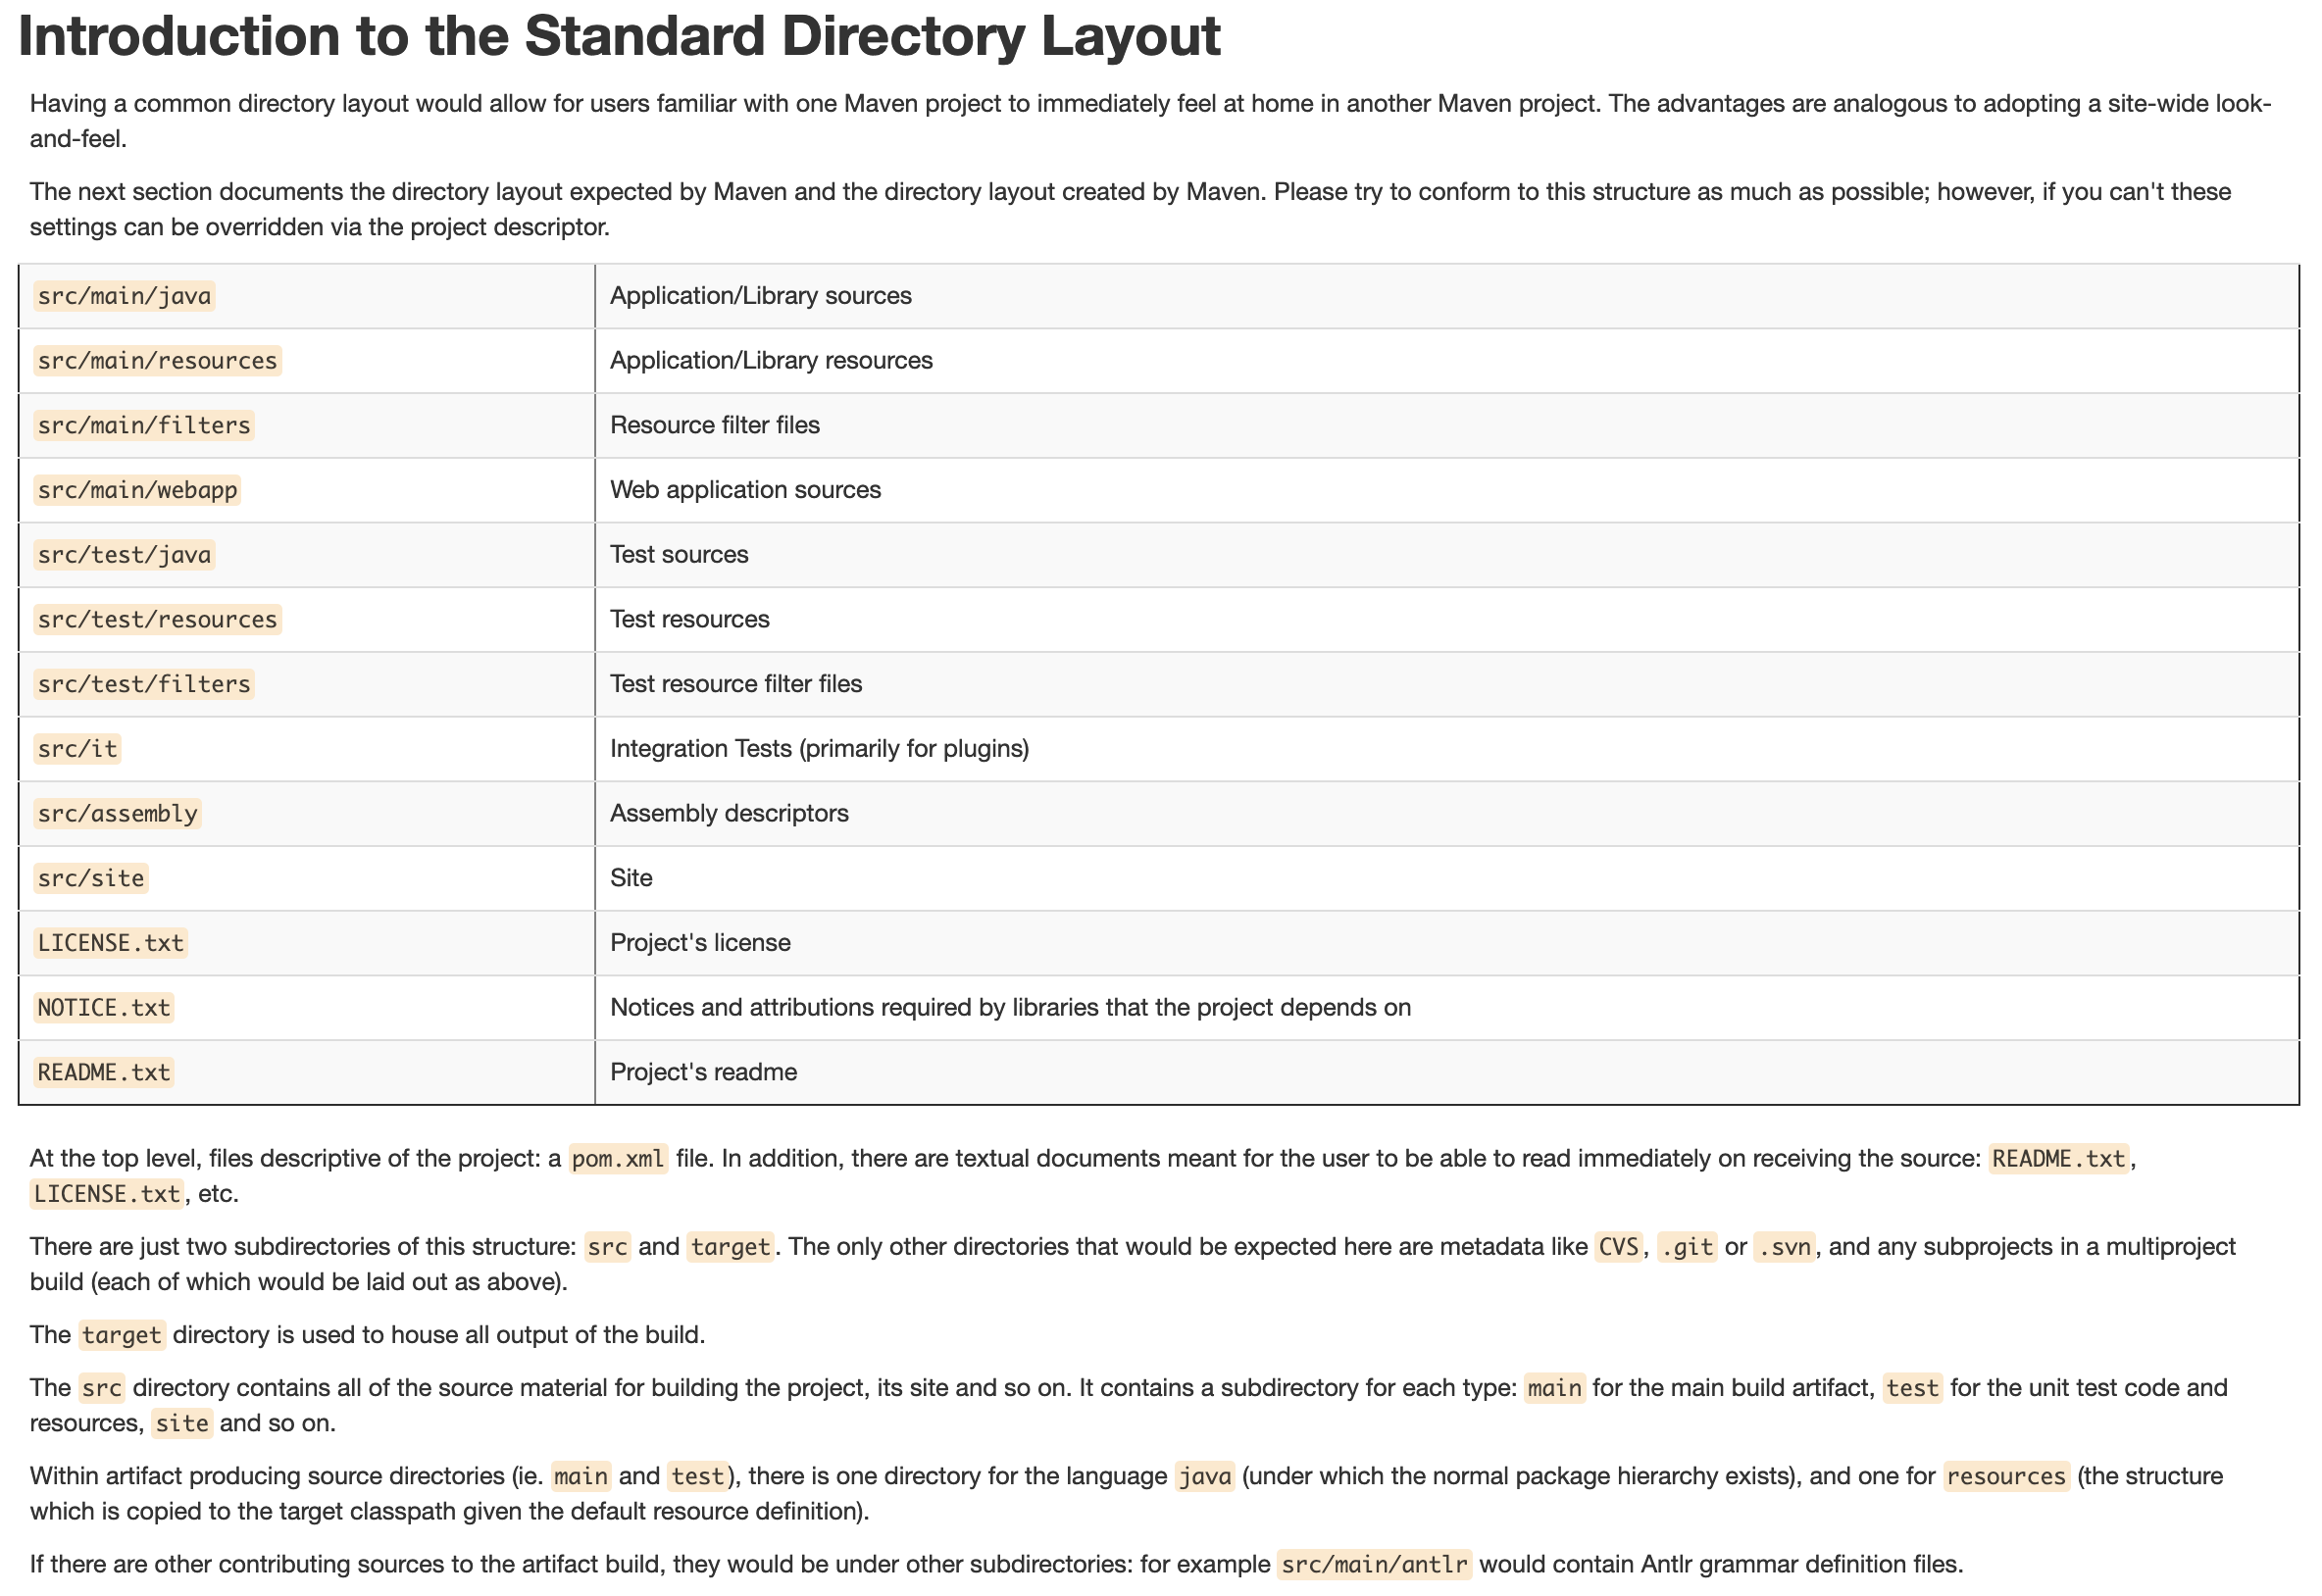 Introduction to the Standard Directory Layout
Having a common directory layout would allow for users familiar with one Maven project to immediately feel at home in another Maven project. The advantages are analogous to adopting a site-wide look-
and-feel.
The next section documents the directory layout expected by Maven and the directory layout created by Maven. Please try to conform to this structure as much as possible; however, if you can't these
settings can be overridden via the project descriptor.
src/main/java Application/Library sources
src/main/resources Application/Library resources
src/main/filters Resource filter files
src/main/webapp Web application sources
src/test/java Test sources
src/test/resources Test resources
src/test/filters Test resource filter files
src/it Integration Tests (primarily for plugins)
src/assembly Assembly descriptors
src/site Site
LICENSE.txt Project's license
NOTICE.txt Notices and attributions required by libraries that the project depends on
README.txt Project's readme
At the top level, files descriptive of the project: a pom.xml file. In addition, there are textual documents meant for the user to be able to read immediately on receiving the source: README.txt,
LICENSE.txt, etc.
There are just two subdirectories of this structure: src and target. The only other directories that would be expected here are metadata like CVS, .git or .svn, and any subprojects in a multiproject
build (each of which would be laid out as above).
The target directory is used to house all output of the build.
The src directory contains all of the source material for building the project, its site and so on. It contains a subdirectory for each type: main for the main build artifact, test for the unit test code and
resources, site and so on.
Within artifact producing source directories (ie. main and test), there is one directory for the language java (under which the normal package hierarchy exists), and one for resources (the structure
which is copied to the target classpath given the default resource definition).
If there are other contributing sources to the artifact build, they would be under other subdirectories: for example src/main/antlr would contain Antlr grammar definition files.